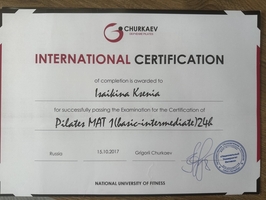 CHURKAEV
INTERNATIONAL CERTIFICATION
of completion is awarded to
Isaikina Ksenia
for successfully passing the Examination for the Certification of
Pilates MAT 1(basic-intermediate)24h
Russia 15.10.2017 Grigorii Churkaev
NATIONAL UNIVERSITY OF FITNESS